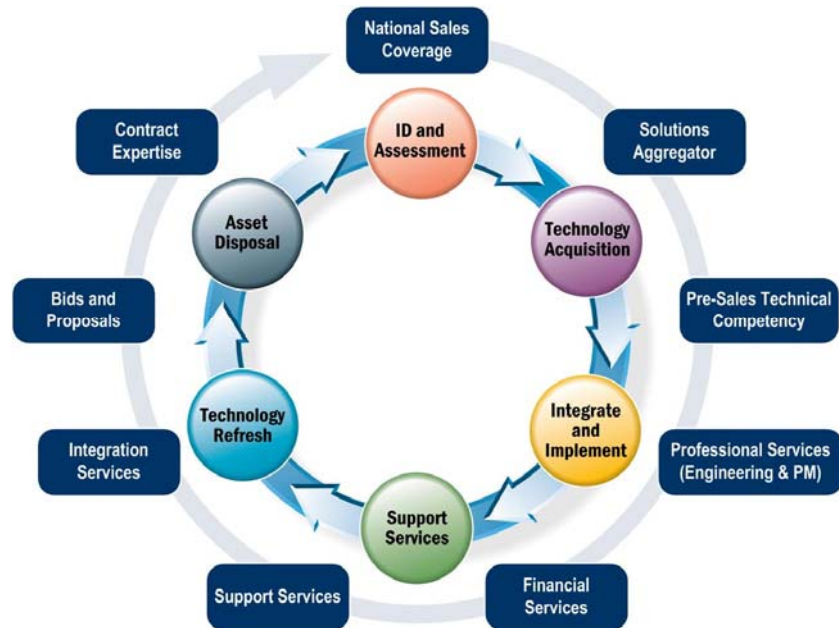 National Sales
Coverage
Contract
Expertise
ID and
Assessment
Solutions
Aggregator
Asset
Disposal
Technology
Acquisition
Bids and
Proposals
Pre-Sales Technical
Competency
Technology
Refresh
Integrate
and
Implement
Integration
Services
Professional Services
(Engineering & PM)
Support
Services
Support Services
Financial
Services